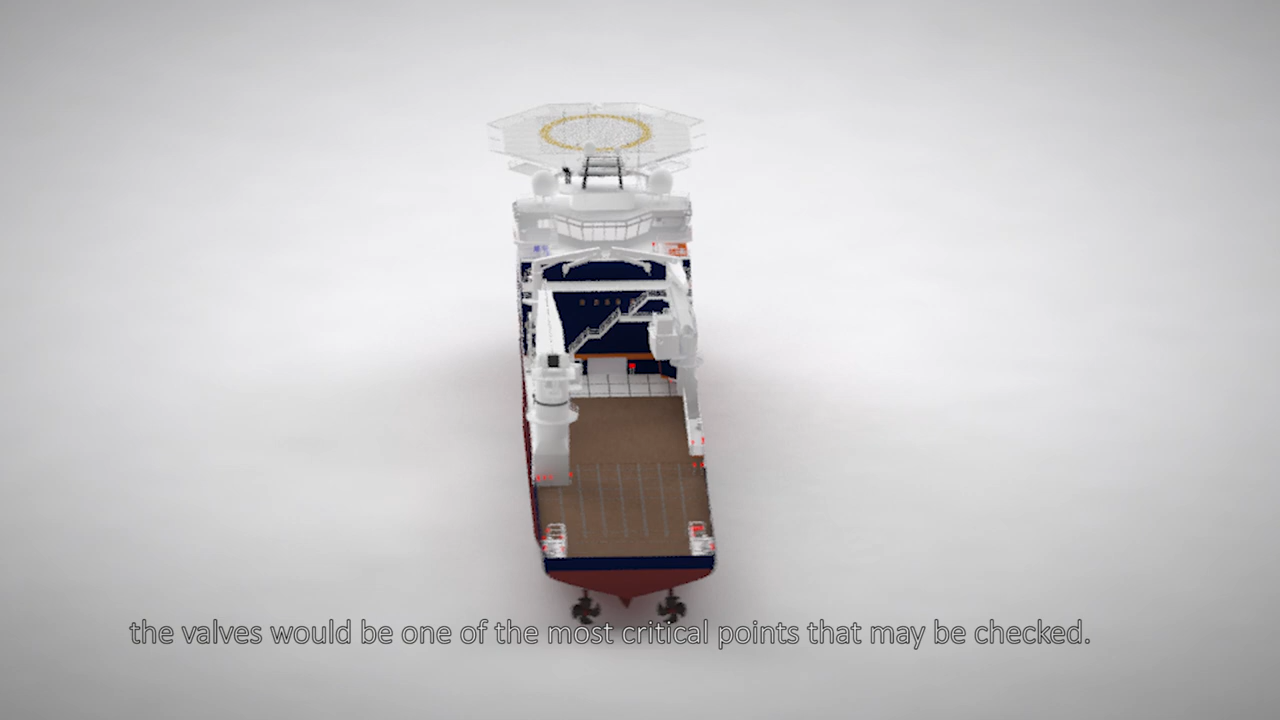 the valves would be one of the most critical points that may be checked.